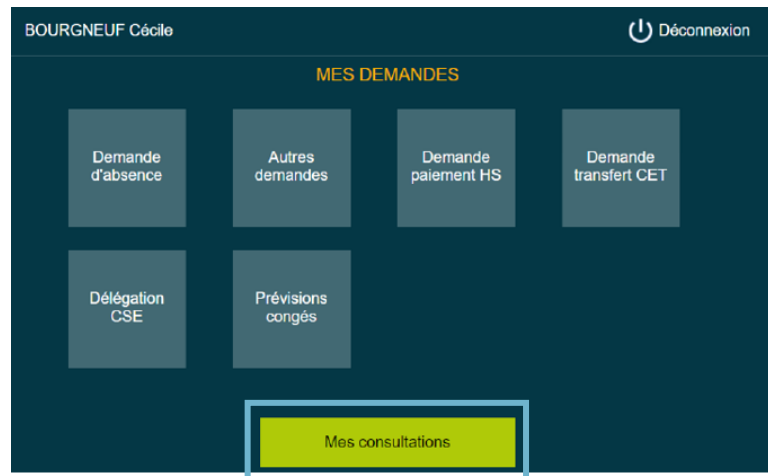 BOURGNEUF Cécile
Déconnexion
MES DEMANDES
Demande
d'absence
Autres
demandes
Demande
paiement HS
Demande
transfert CET
Délégation
CSE
Prévisions
congés
Mes consultations